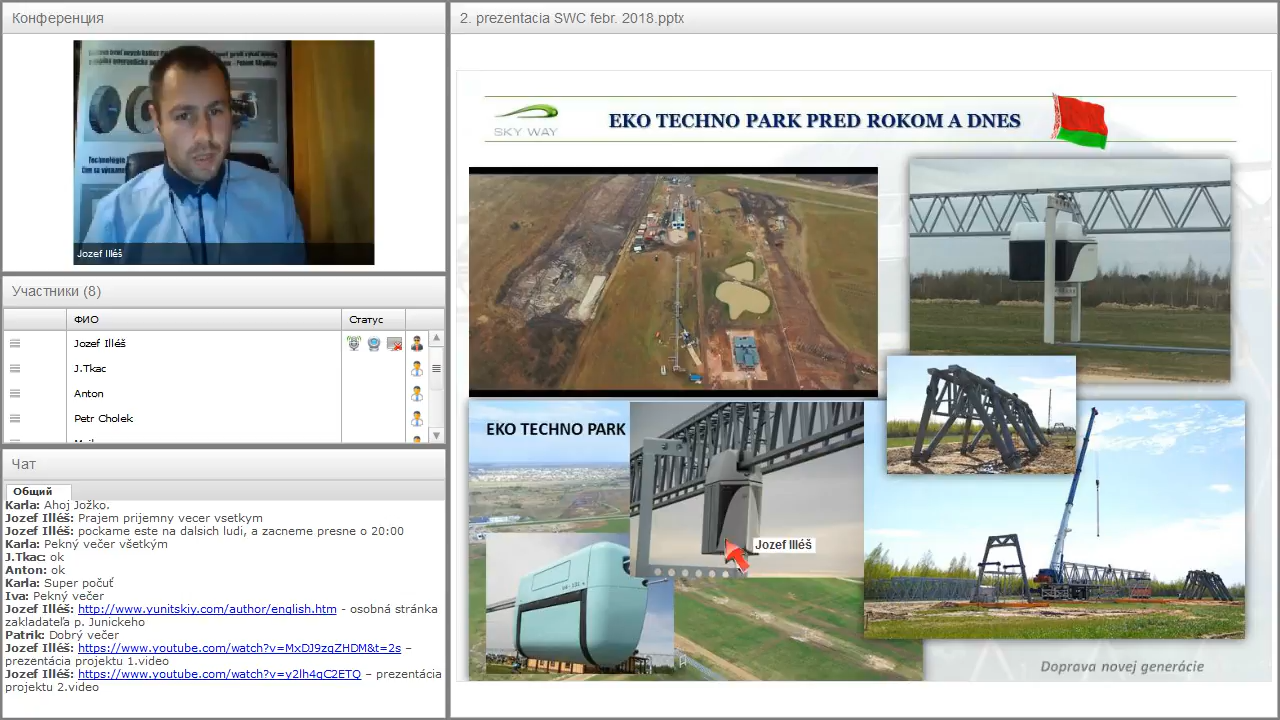 Конференция
Jozef Illéš
Участники (8)
ФИО
Статус
Jozef Illéš
J.Tkac
Anton
Petr Cholek
Чат
Общий
Karla: Ahoj Jožko.
Jozef Illéš: Prajem prijemny vecer vsetkym
Jozef Illéš: pockame este na dalsich ludi, a zacneme presne o 20:00
Karla: Pekný večer všetkým
J.Tkac: ok
Anton: ok
Karla: Super počuť
Iva: Pekný večer
Jozef Illéš: http://www.yunitskiy.com/author/english.htm - osobná stránka
zakladateľa p. Junickeho
Patrik: Dobrý večer
Jozef Illéš: https://www.youtube.com/watch?v=MxDJ9zqZHDM&t=2s –
prezentácia projektu 1.video
Jozef Illéš: https://www.youtube.com/watch?v=y2lh4qC2ETQ – prezentácia
projektu 2.video
2. prezentacia SWC febr. 2018.pptx
SKY WAY
EKO TECHNO PARK PRED ROKOM A DNES
EKO TECHNO PARK
Jozef Illéš
Doprava novej generácie